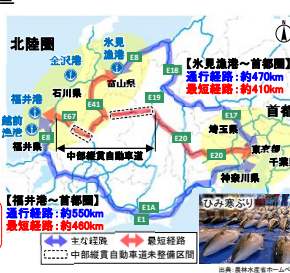 北陸圏
金沢港
石川県
氷見
漁港
富山県
E8
E18
【氷見漁港～首都圏】
通行経路：約470km
最短経路：約410km
福井港
越前
漁港
福井県
E8
E67
E41
E19
E17
埼玉県
首都
東京都
E20
E20
千葉
神奈川県
中部縦貫自動車道
【福井港～首都圏】
通行経路：約550km
最短経路：約460km
E1A
E1
ひみ寒ぶり
主な経路
最短経路
中部縦貫自動車道未整備区間
出典：農林水産省ホームペ